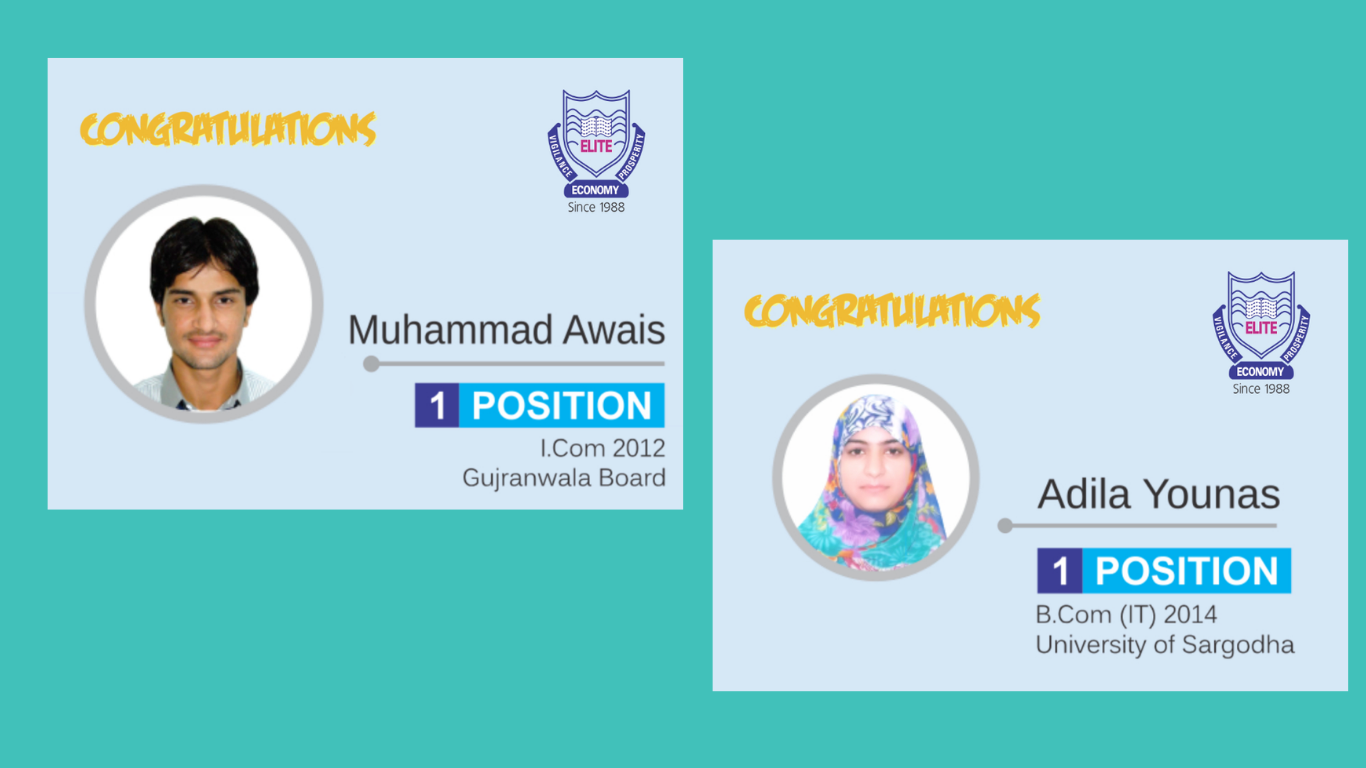 CONGRATULATIONS
ELITE
VIGILANCE
PROSPERITY
ECONOMY
Since 1988
Muhammad Awais
1 POSITION
I.Com 2012
Gujranwala Board
CONGRATULATIONS
ELITE
VIGILANCE
PROSPERITY
ECONOMY
Since 1988
Adila Younas
1 POSITION
B.Com (IT) 2014
University of Sargodha